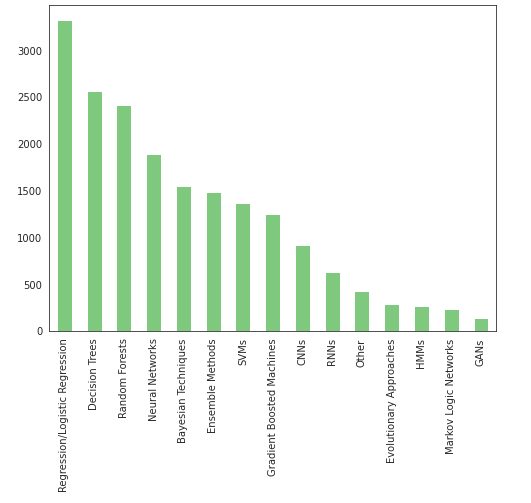 3000
2500
2000
1500
1000
500
0
Regression/Logistic Regression
Decision Trees
Random Forests
Neural Networks
Bayesian Techniques
Ensemble Methods
SVMs
Gradient Boosted Machines
CNNs
RNNs
Other
Evolutionary Approaches
HMMs
Markov Logic Networks
GANs